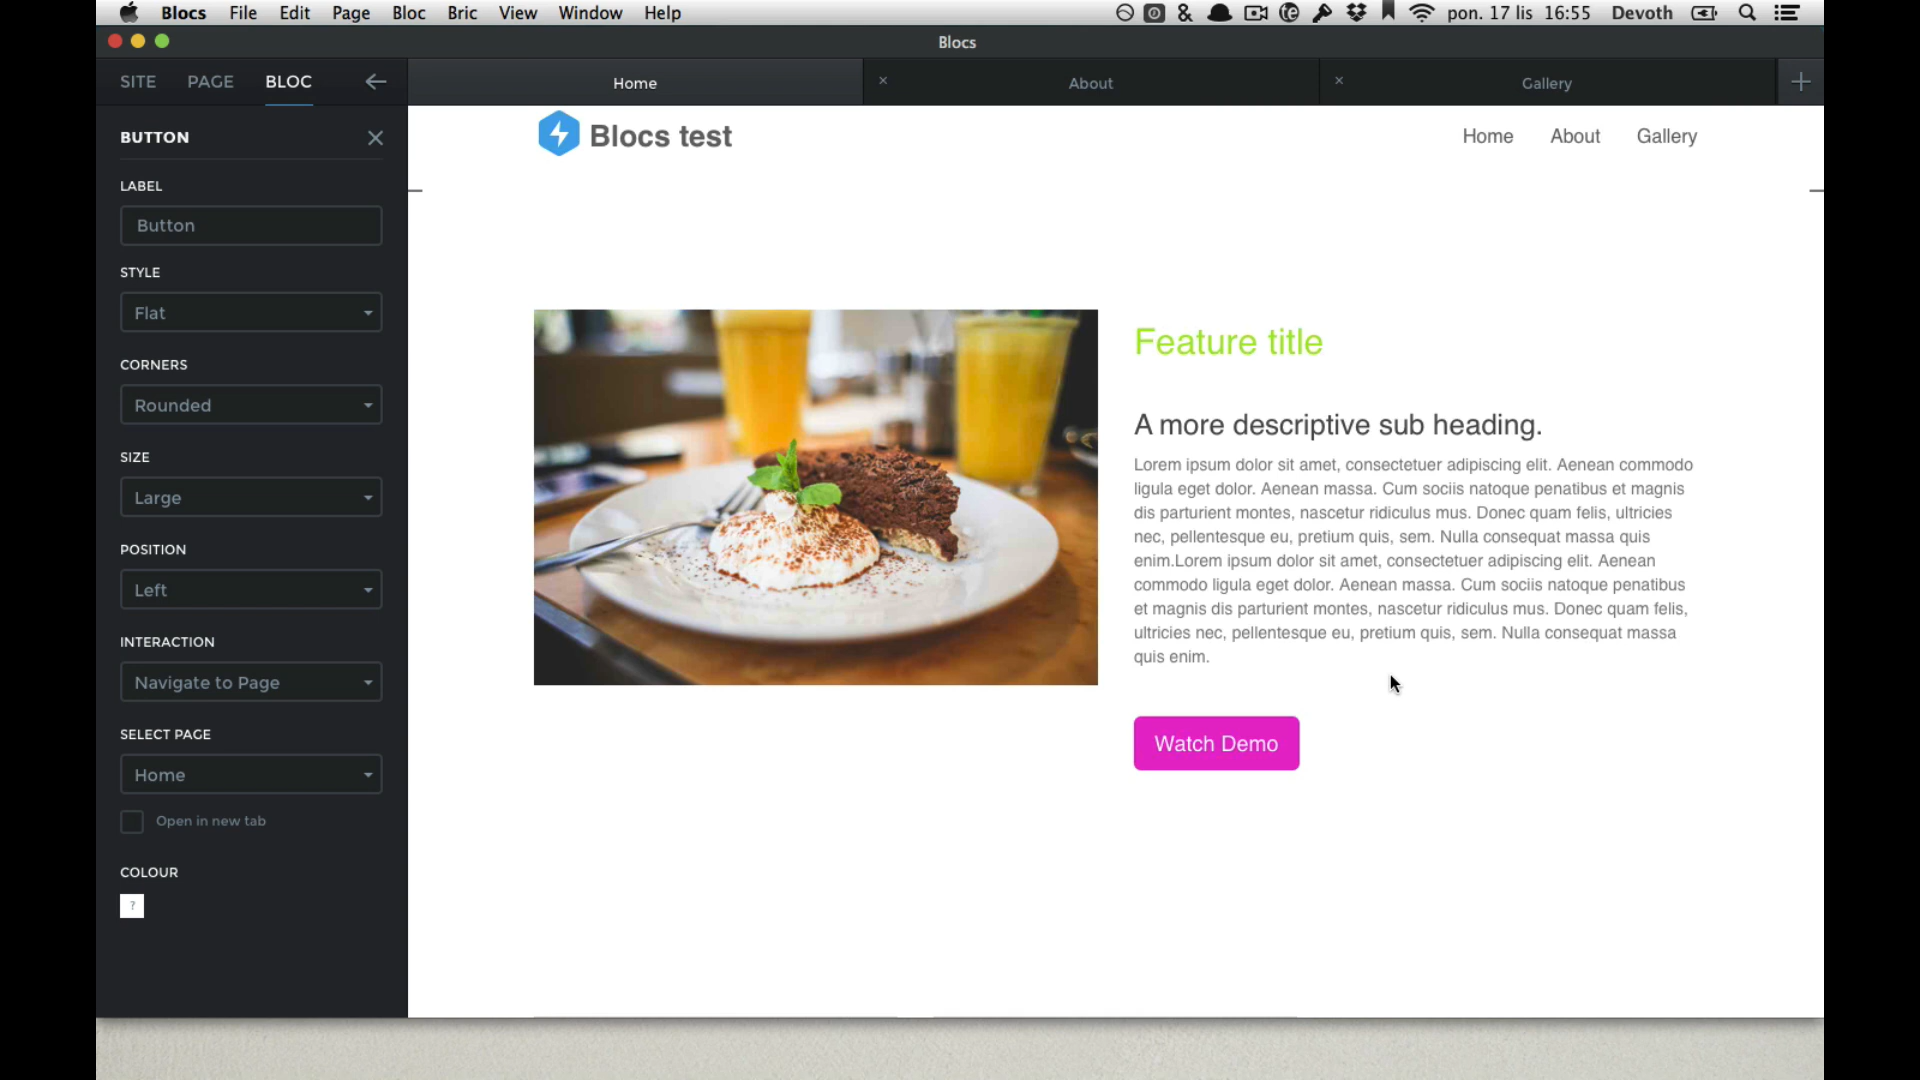 Blocs File Edit Page Bloc Bric View Window Help pon. 17 lis 16:55 Devoth
Blocs
SITE PAGE BLOC
Home
About
Gallery
BUTTON
LABEL
Button
STYLE
Flat
CORNERS
Rounded
SIZE
Large
POSITION
Left
INTERACTION
Navigate to Page
SELECT PAGE
Home
Open in new tab
COLOUR
?
Blocs test
Home About Gallery
Feature title
A more descriptive sub heading.
Lorem ipsum dolor sit amet, consectetuer adipiscing elit. Aenean commodo
ligula eget dolor. Aenean massa. Cum sociis natoque penatibus et magnis
dis parturient montes, nascetur ridiculus mus. Donec quam felis, ultricies
nec, pellentesque eu, pretium quis, sem. Nulla consequat massa quis
enim.Lorem ipsum dolor sit amet, consectetuer adipiscing elit. Aenean
commodo ligula eget dolor. Aenean massa. Cum sociis natoque penatibus
et magnis dis parturient montes, nascetur ridiculus mus. Donec quam felis,
ultricies nec, pellentesque eu, pretium quis, sem. Nulla consequat massa
quis enim.
Watch Demo